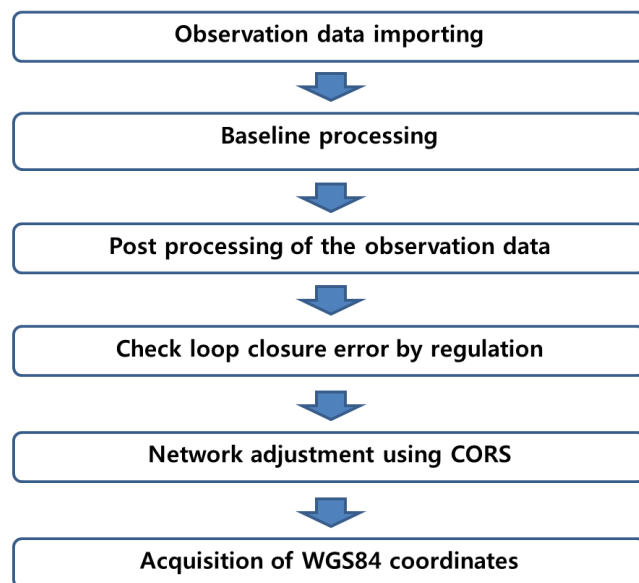 Observation data importing
Baseline processing
Post processing of the observation data
Check loop closure error by regulation
Network adjustment using CORS
Acquisition of WGS84 coordinates